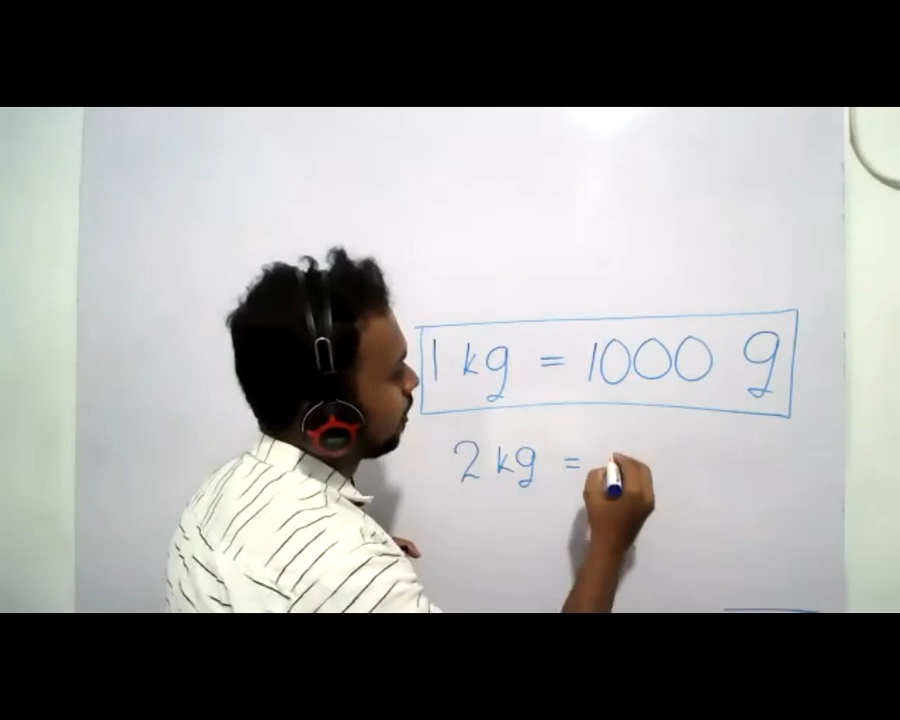 1 kg = 1000 g
2 kg =